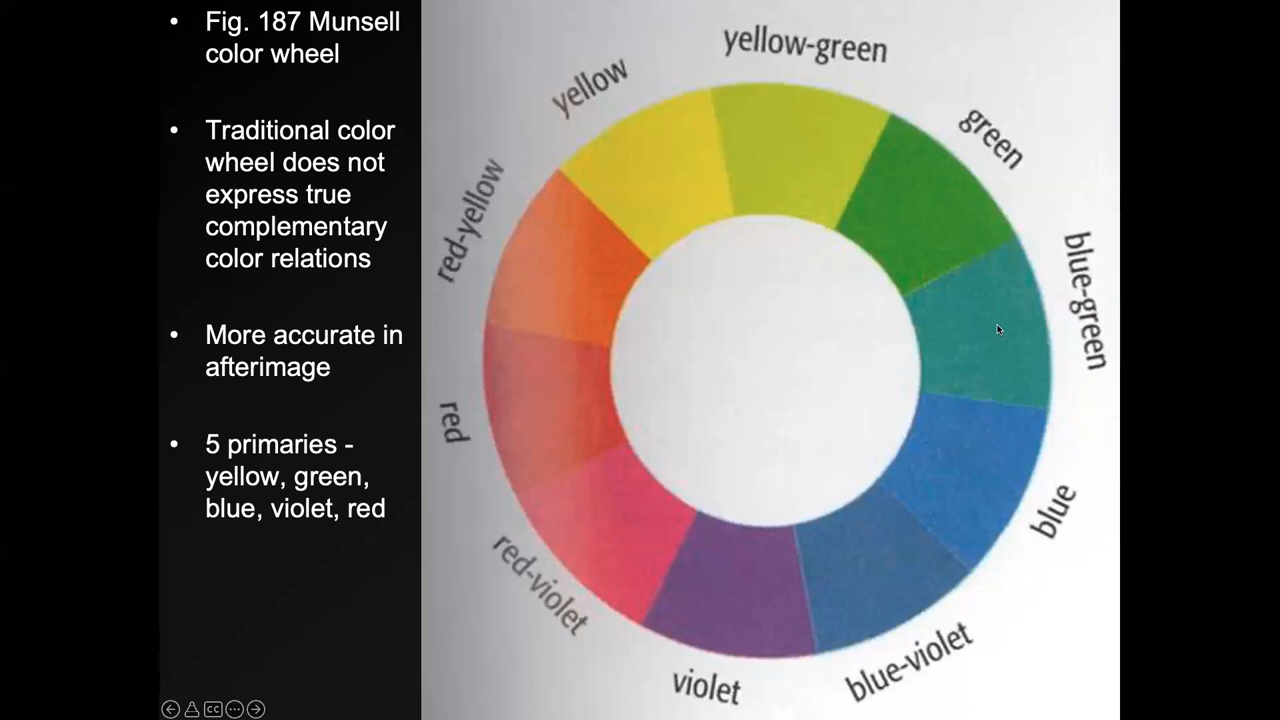 • Fig. 187 Munsell
color wheel
• Traditional color
wheel does not
express true
complementary
color relations
• More accurate in
afterimage
• 5 primaries -
yellow, green,
blue, violet, red
yellow-green
yellow
green
red-yellow
blue-green
red
blue
red-violet
blue-violet
violet
CC